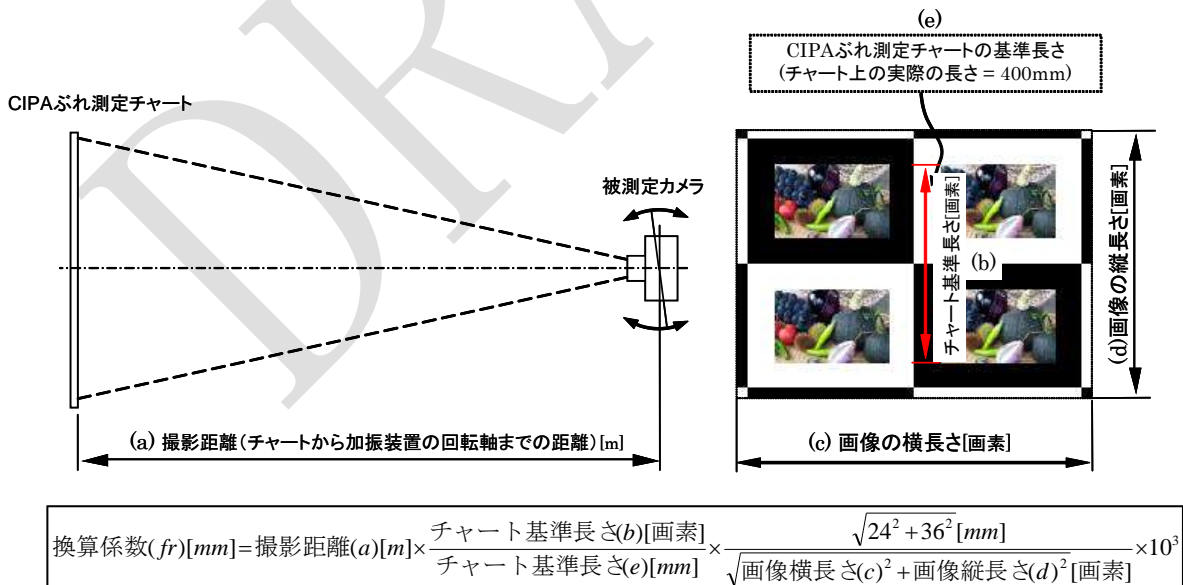 (e)
CIPAぶれ測定チャートの基準長さ
(チャート上の実際の長さ = 400mm)
CIPAぶれ測定チャート
被測定カメラ
チャート基準長さ[画素]
(b)
(d)画像の縦長さ[画素]
(a) 撮影距離(チャートから加振装置の回転軸までの距離)[m]
(c) 画像の横長さ[画素]
換算係数(fr)[mm]=撮影距離(a)[m]×チャート基準長さ(b)[画素]/チャート基準長さ(e)[mm]×√24²+36²[mm]/√画像横長さ(c)²+画像縦長さ(d)²[画素]×10³
DRA